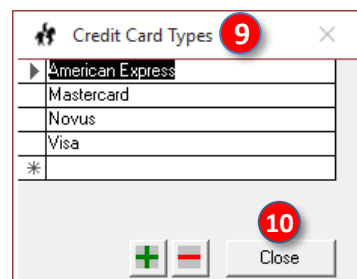 Credit Card Types 9
American Express
Mastercard
Novus
Visa
10
Close